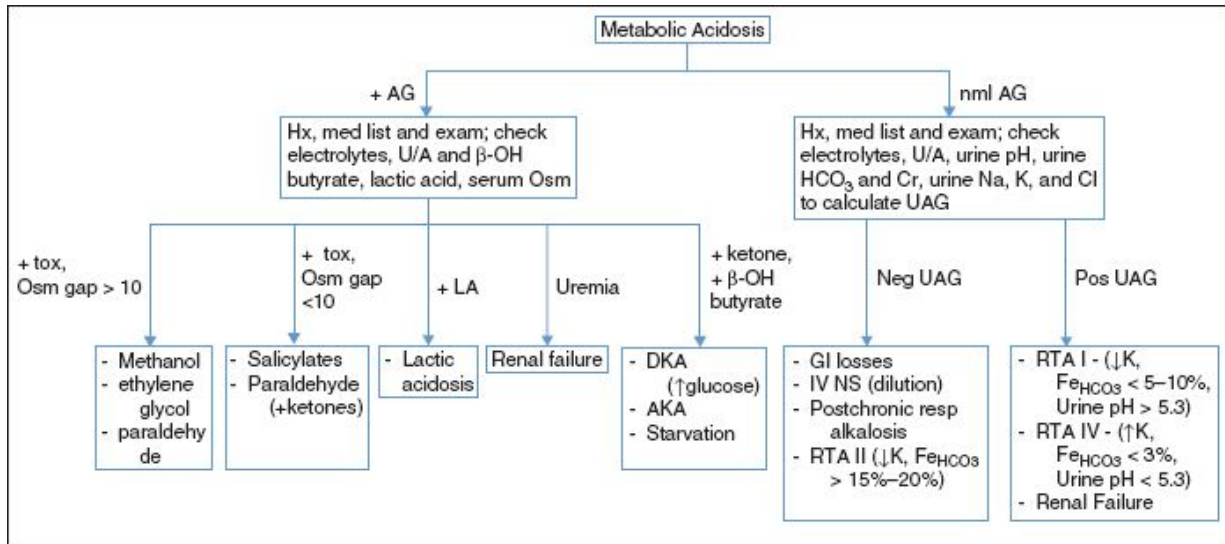 Metabolic Acidosis
+ AG
nml AG
Hx, med list and exam; check
electrolytes, U/A and β-OH
butyrate, lactic acid, serum Osm
Hx, med list and exam; check
electrolytes, U/A, urine pH, urine
HCO₃ and Cr, urine Na, K, and Cl
to calculate UAG
+ tox,
Osm gap > 10
+ tox,
Osm gap
<10
+ LA
Uremia
+ ketone,
+ β-OH
butyrate
Neg UAG
Pos UAG
- Methanol
- ethylene
glycol
- paraldehy
de
- Salicylates
- Paraldehyde
(+ketones)
- Lactic
acidosis
Renal failure
- DKA
(↑glucose)
- AKA
- Starvation
- GI losses
- IV NS (dilution)
- Postchronic resp
alkalosis
- RTA II (↓K, Fe_HCO3
> 15%–20%)
- RTA I - (↓K,
Fe_HCO3 < 5–10%,
Urine pH > 5.3)
- RTA IV - (↑K,
Fe_HCO3 < 3%,
Urine pH < 5.3)
- Renal Failure